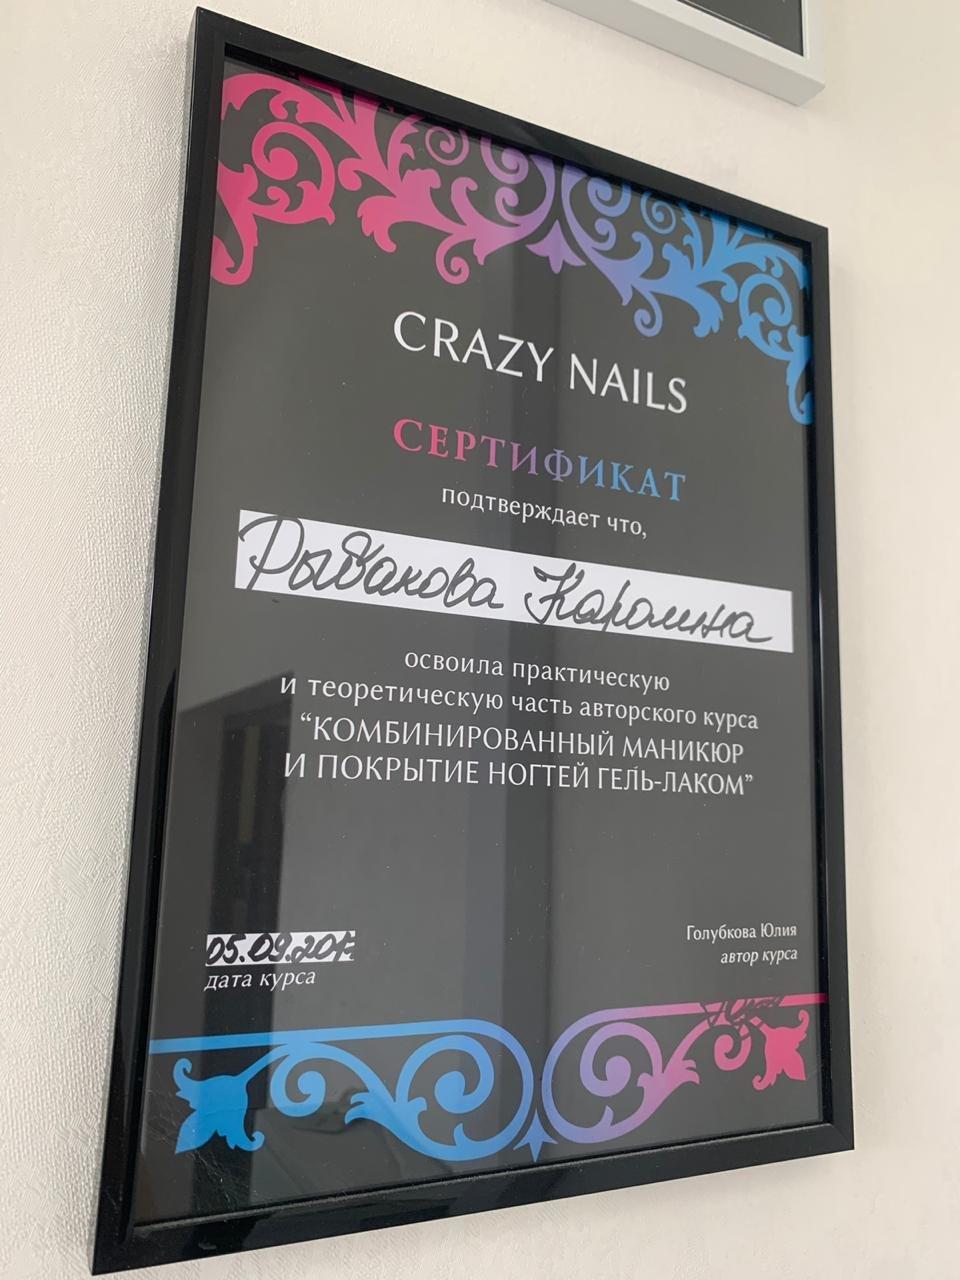 CRAZY NAILS
СЕРТИФИКАТ
подтверждает что,
Рыбакова Каролина
освоила практическую
и теоретическую часть авторского курса
“КОМБИНИРОВАННЫЙ МАНИКЮР
И ПОКРЫТИЕ НОГТЕЙ ГЕЛЬ-ЛАКОМ”
Голубкова Юлия
автор курса
дата курса